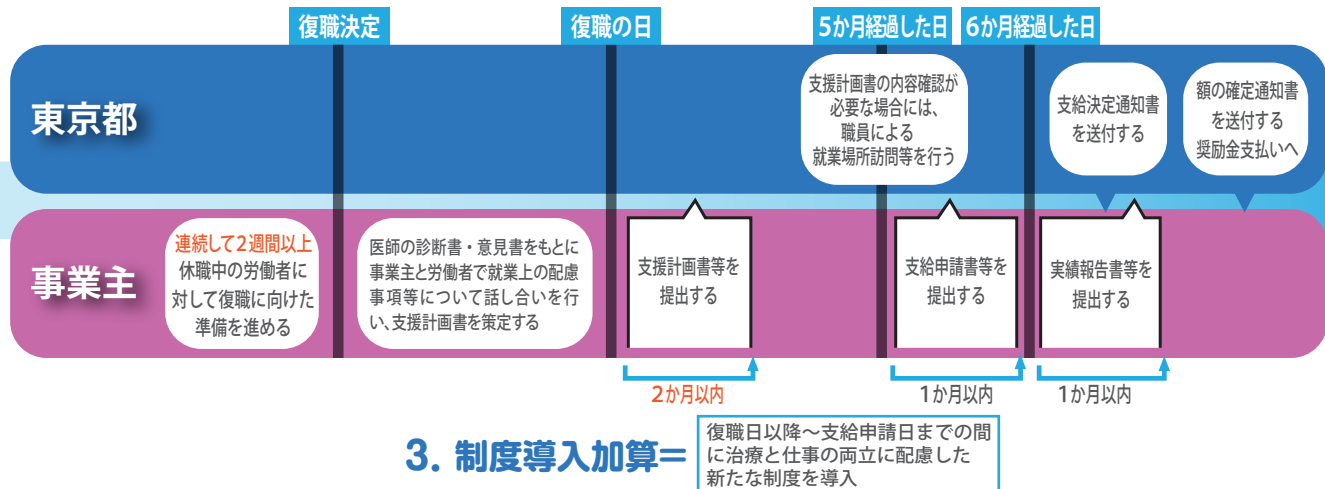 復職決定
復職の日
5か月経過した日
6か月経過した日
東京都
支援計画書の内容確認が
必要な場合には、
職員による
就業場所訪問等を行う
支給決定通知書
を送付する
額の確定通知書
を送付する
奨励金支払いへ
事業主
連続して2週間以上
休職中の労働者に
対して復職に向けた
準備を進める
医師の診断書・意見書をもとに
事業主と労働者で就業上の配慮
事項等について話し合いを行
い、支援計画書を策定する
支援計画書等を
提出する
支給申請書等を
提出する
実績報告書等を
提出する
2か月以内
1か月以内
1か月以内
3. 制度導入加算＝
復職日以降〜支給申請日までの間
に治療と仕事の両立に配慮した
新たな制度を導入